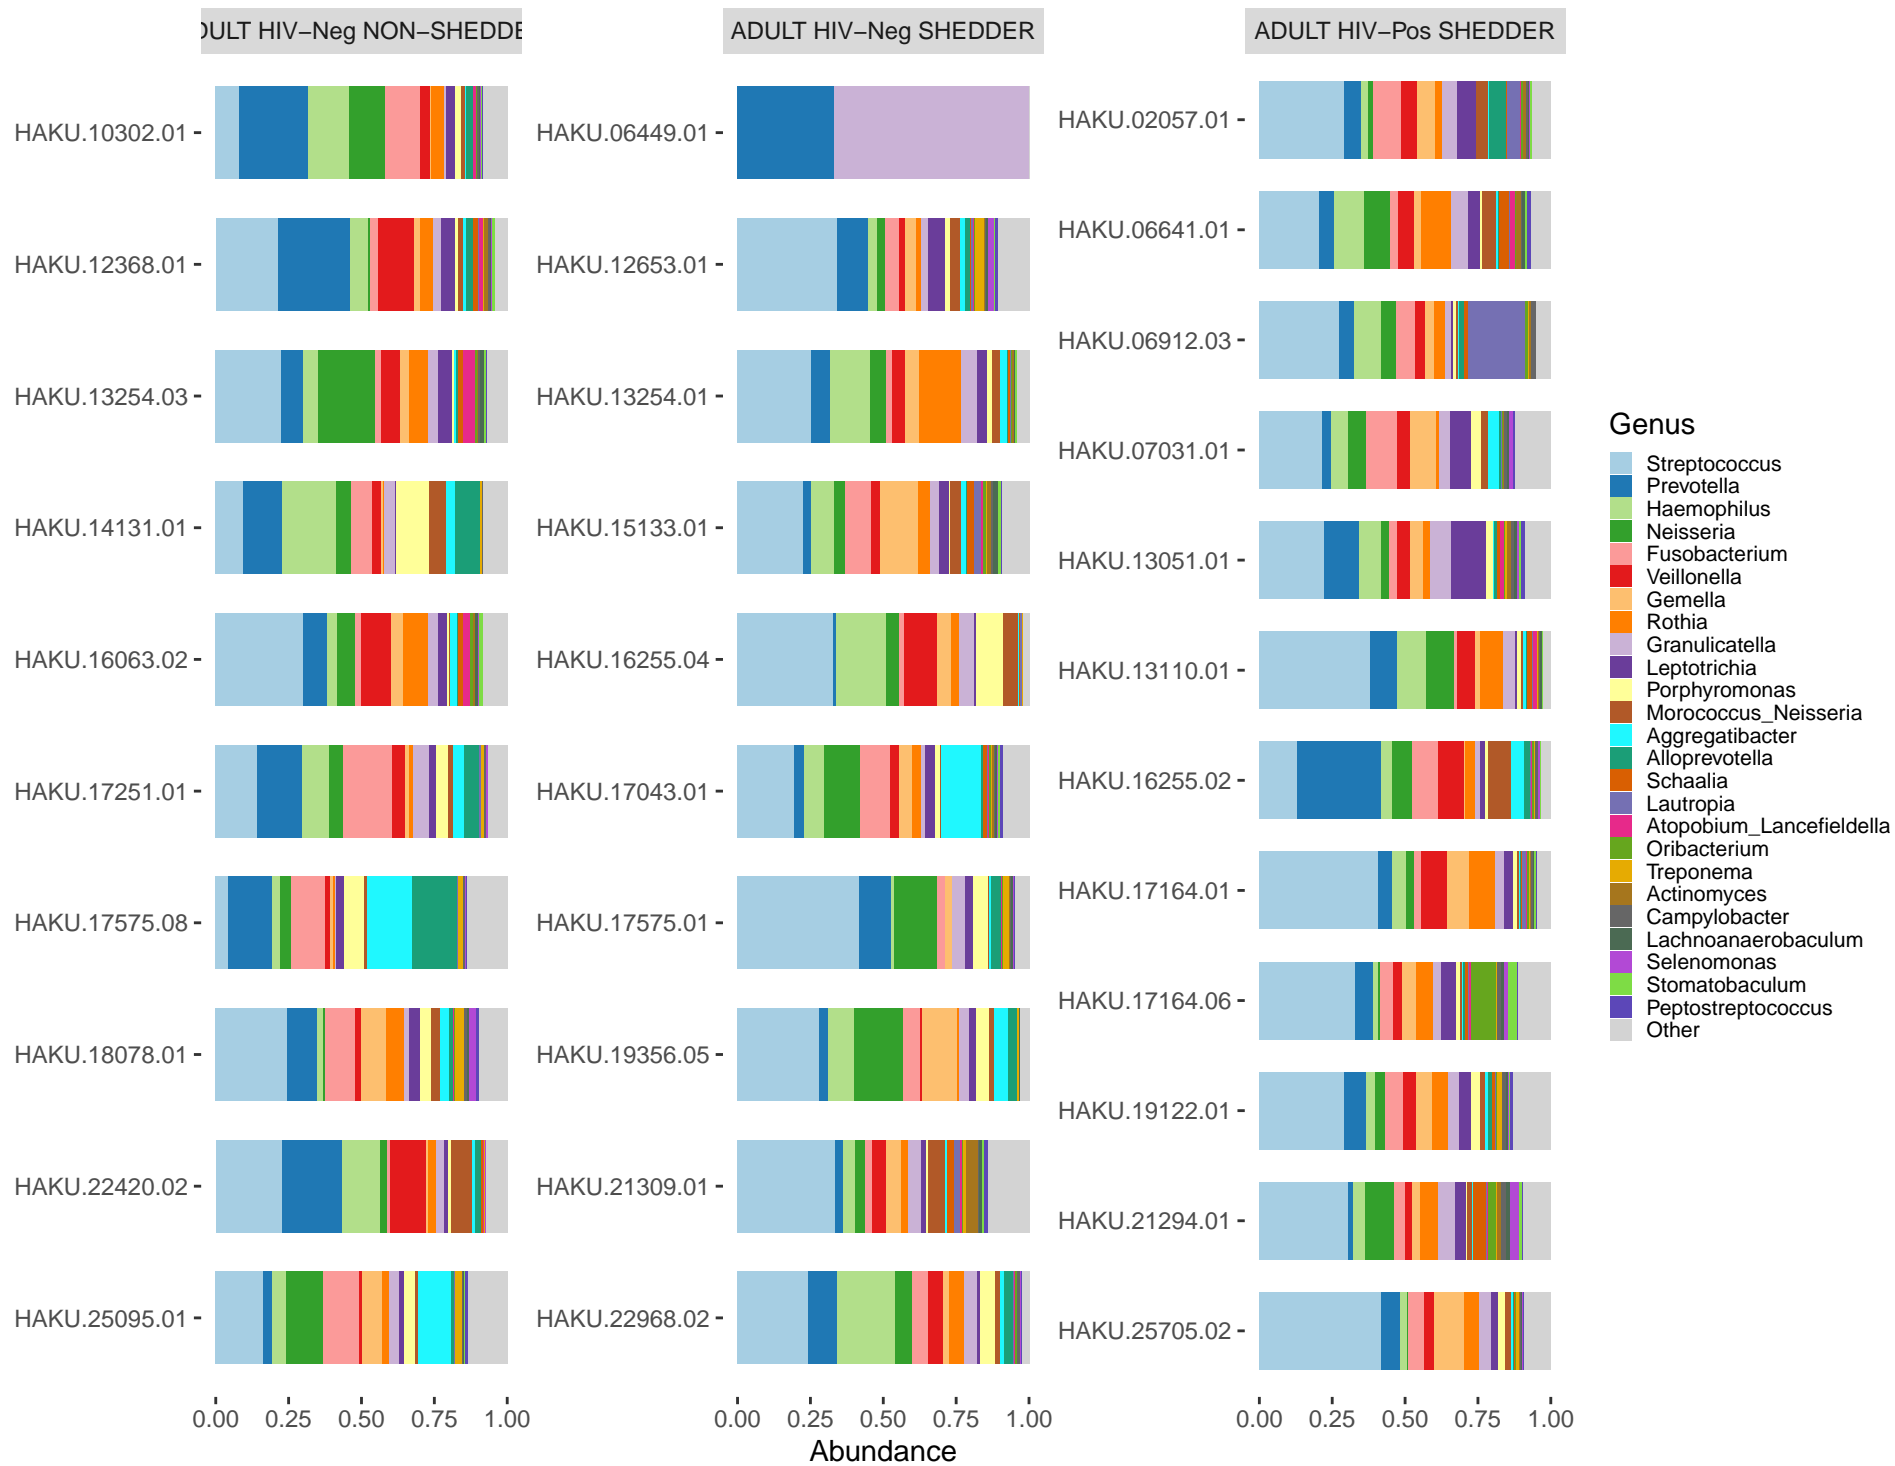 DULT HIV−Neg NON−SHEDDE
HAKU.10302.01
HAKU.12368.01
HAKU.13254.03
HAKU.14131.01
HAKU.16063.02
HAKU.17251.01
HAKU.17575.08
HAKU.18078.01
HAKU.22420.02
HAKU.25095.01
0.00 0.25 0.50 0.75 1.00
ADULT HIV−Neg SHEDDER
HAKU.06449.01
HAKU.12653.01
HAKU.13254.01
HAKU.15133.01
HAKU.16255.04
HAKU.17043.01
HAKU.17575.01
HAKU.19356.05
HAKU.21309.01
HAKU.22968.02
0.00 0.25 0.50 0.75 1.00
Abundance
ADULT HIV−Pos SHEDDER
HAKU.02057.01
HAKU.06641.01
HAKU.06912.03
HAKU.07031.01
HAKU.13051.01
HAKU.13110.01
HAKU.16255.02
HAKU.17164.01
HAKU.17164.06
HAKU.19122.01
HAKU.21294.01
HAKU.25705.02
0.00 0.25 0.50 0.75 1.00
Genus
Streptococcus
Prevotella
Haemophilus
Neisseria
Fusobacterium
Veillonella
Gemella
Rothia
Granulicatella
Leptotrichia
Porphyromonas
Morococcus_Neisseria
Aggregatibacter
Alloprevotella
Schaalia
Lautropia
Atopobium_Lancefieldella
Oribacterium
Treponema
Actinomyces
Campylobacter
Lachnoanaerobaculum
Selenomonas
Stomatobaculum
Peptostreptococcus
Other